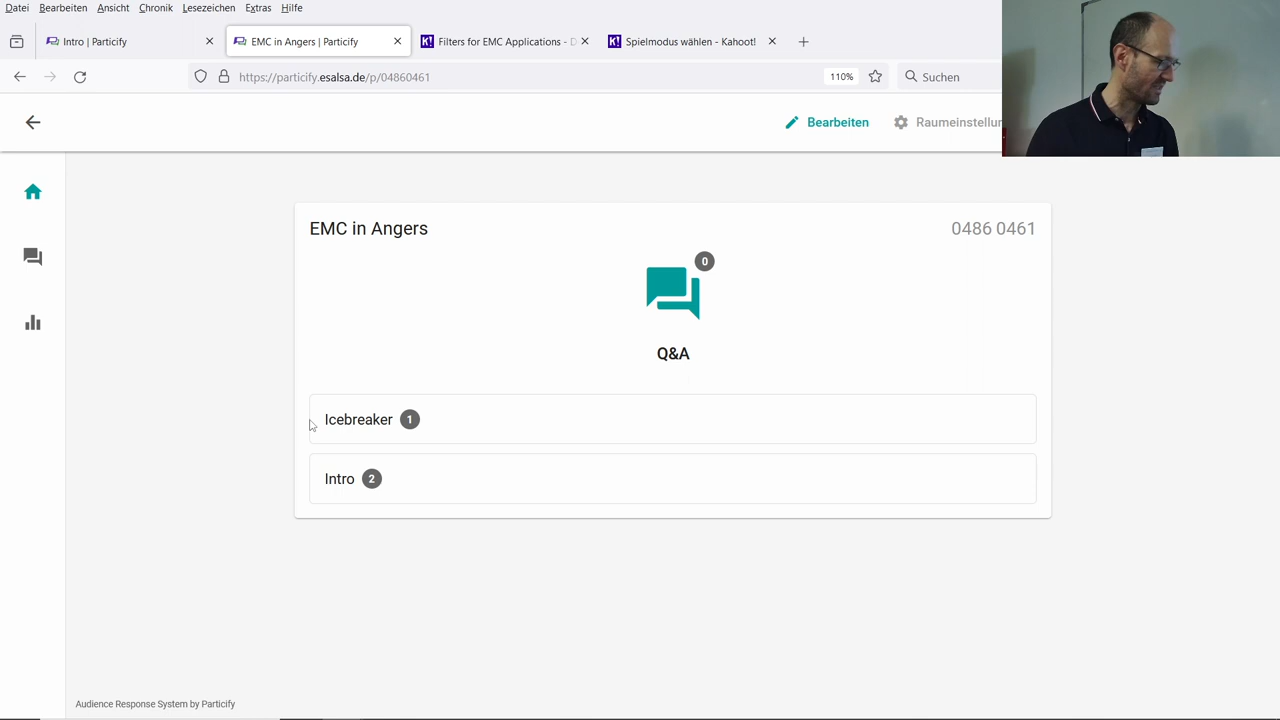 Datei Bearbeiten Ansicht Chronik Lesezeichen Extras Hilfe
Intro | Particify
EMC in Angers | Particify
K! Filters for EMC Applications - D
K! Spielmodus wählen - Kahoot!
https://particify.esalsa.de/p/04860461
110%
Suchen
Bearbeiten
Raumeinstellun
EMC in Angers
0486 0461
0
Q&A
Icebreaker 1
Intro 2
Audience Response System by Particify